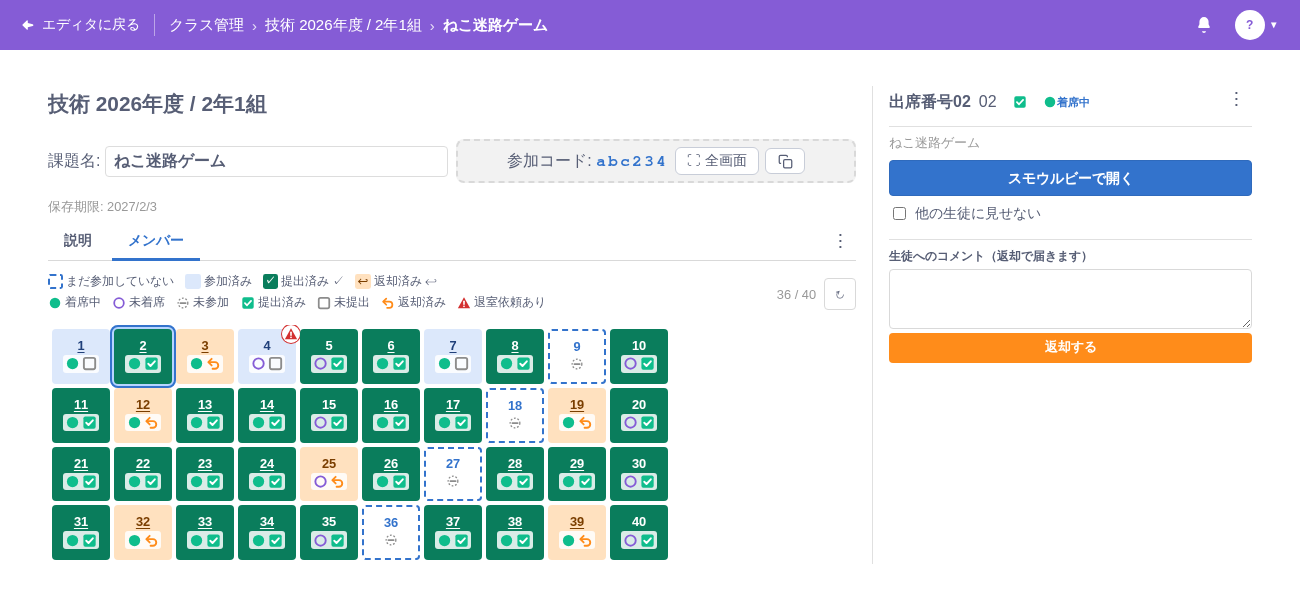 エディタに戻る クラス管理 › 技術 2026年度 / 2年1組 › ねこ迷路ゲーム ?
技術 2026年度 / 2年1組
課題名: ねこ迷路ゲーム 参加コード: abc234 全画面
保存期限: 2027/2/3
説明 メンバー
まだ参加していない 参加済み 提出済み 返却済み
着席中 未着席 未参加 提出済み 未提出 返却済み 退室依頼あり
36 / 40
1 2 3 4 5 6 7 8 9 10
11 12 13 14 15 16 17 18 19 20
21 22 23 24 25 26 27 28 29 30
31 32 33 34 35 36 37 38 39 40
出席番号02 02 着席中
ねこ迷路ゲーム
スモウルビーで開く
他の生徒に見せない
生徒へのコメント（返却で届きます）
返却する